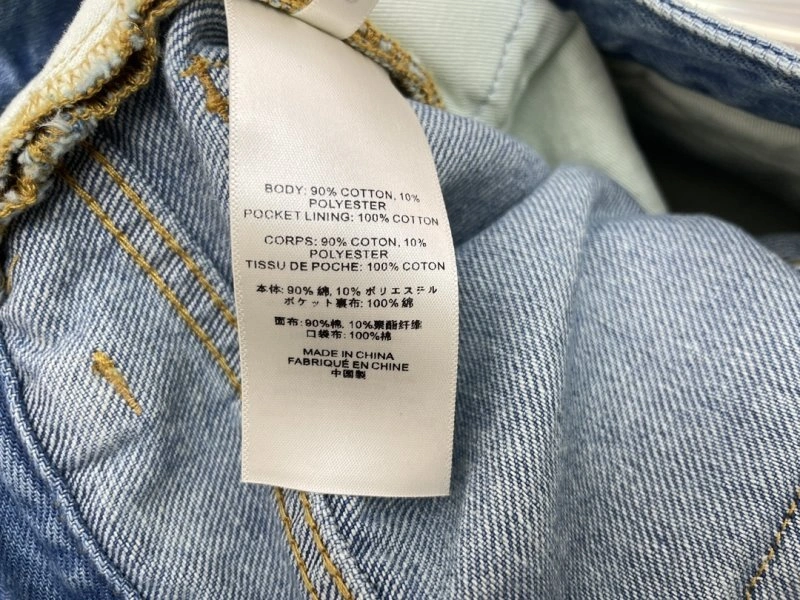 BODY: 90% COTTON, 10%
POLYESTER
POCKET LINING: 100% COTTON
CORPS: 90% COTON, 10%
POLYESTER
TISSU DE POCHE: 100% COTON
本体: 90% 綿, 10% ポリエステル
ポケット裏布: 100% 綿
面布: 90%棉, 10%聚酯纤维
口袋布: 100%棉
MADE IN CHINA
FABRIQUÉ EN CHINE
中国製